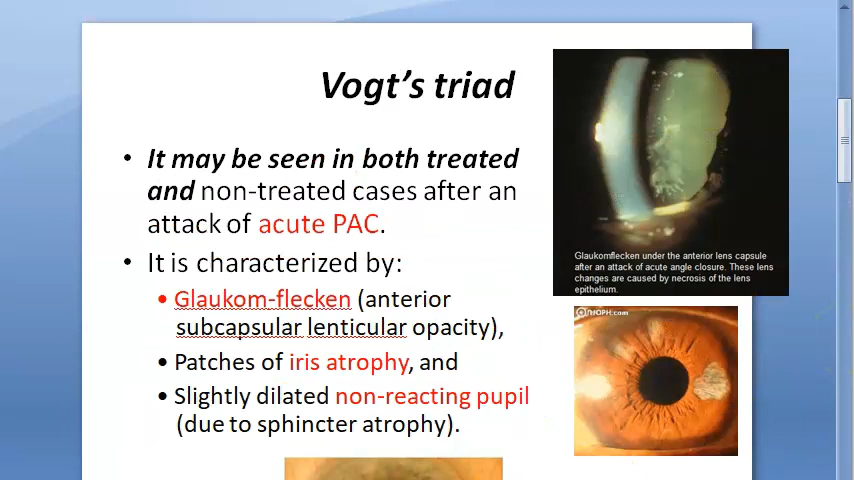 Vogt's triad
• It may be seen in both treated
and non-treated cases after an
attack of acute PAC.
• It is characterized by:
• Glaukom-flecken (anterior
subcapsular lenticular opacity),
• Patches of iris atrophy, and
• Slightly dilated non-reacting pupil
(due to sphincter atrophy).
Glaukomflecken under the anterior lens capsule
after an attack of acute angle closure. These lens
changes are caused by necrosis of the lens
epithelium.